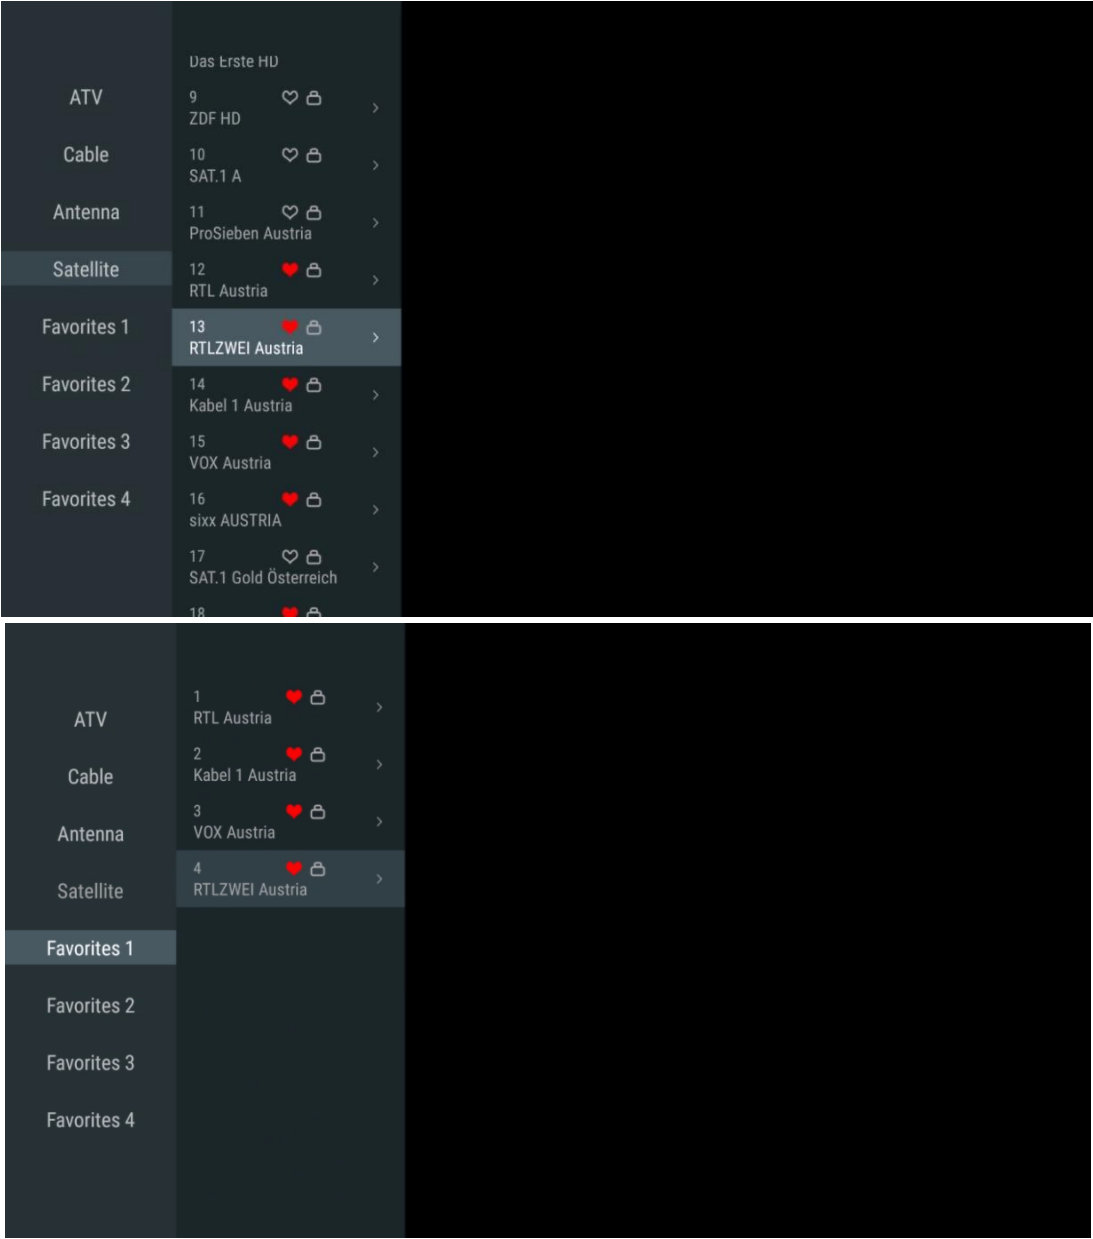 ATV
Cable
Antenna
Satellite
Favorites 1
Favorites 2
Favorites 3
Favorites 4
Das Erste HD
9
ZDF HD
10
SAT.1 A
11
ProSieben Austria
12
RTL Austria
13
RTLZWEI Austria
14
Kabel 1 Austria
15
VOX Austria
16
sixx AUSTRIA
17
SAT.1 Gold Österreich
18
ATV
Cable
Antenna
Satellite
Favorites 1
Favorites 2
Favorites 3
Favorites 4
1
RTL Austria
2
Kabel 1 Austria
3
VOX Austria
4
RTLZWEI Austria